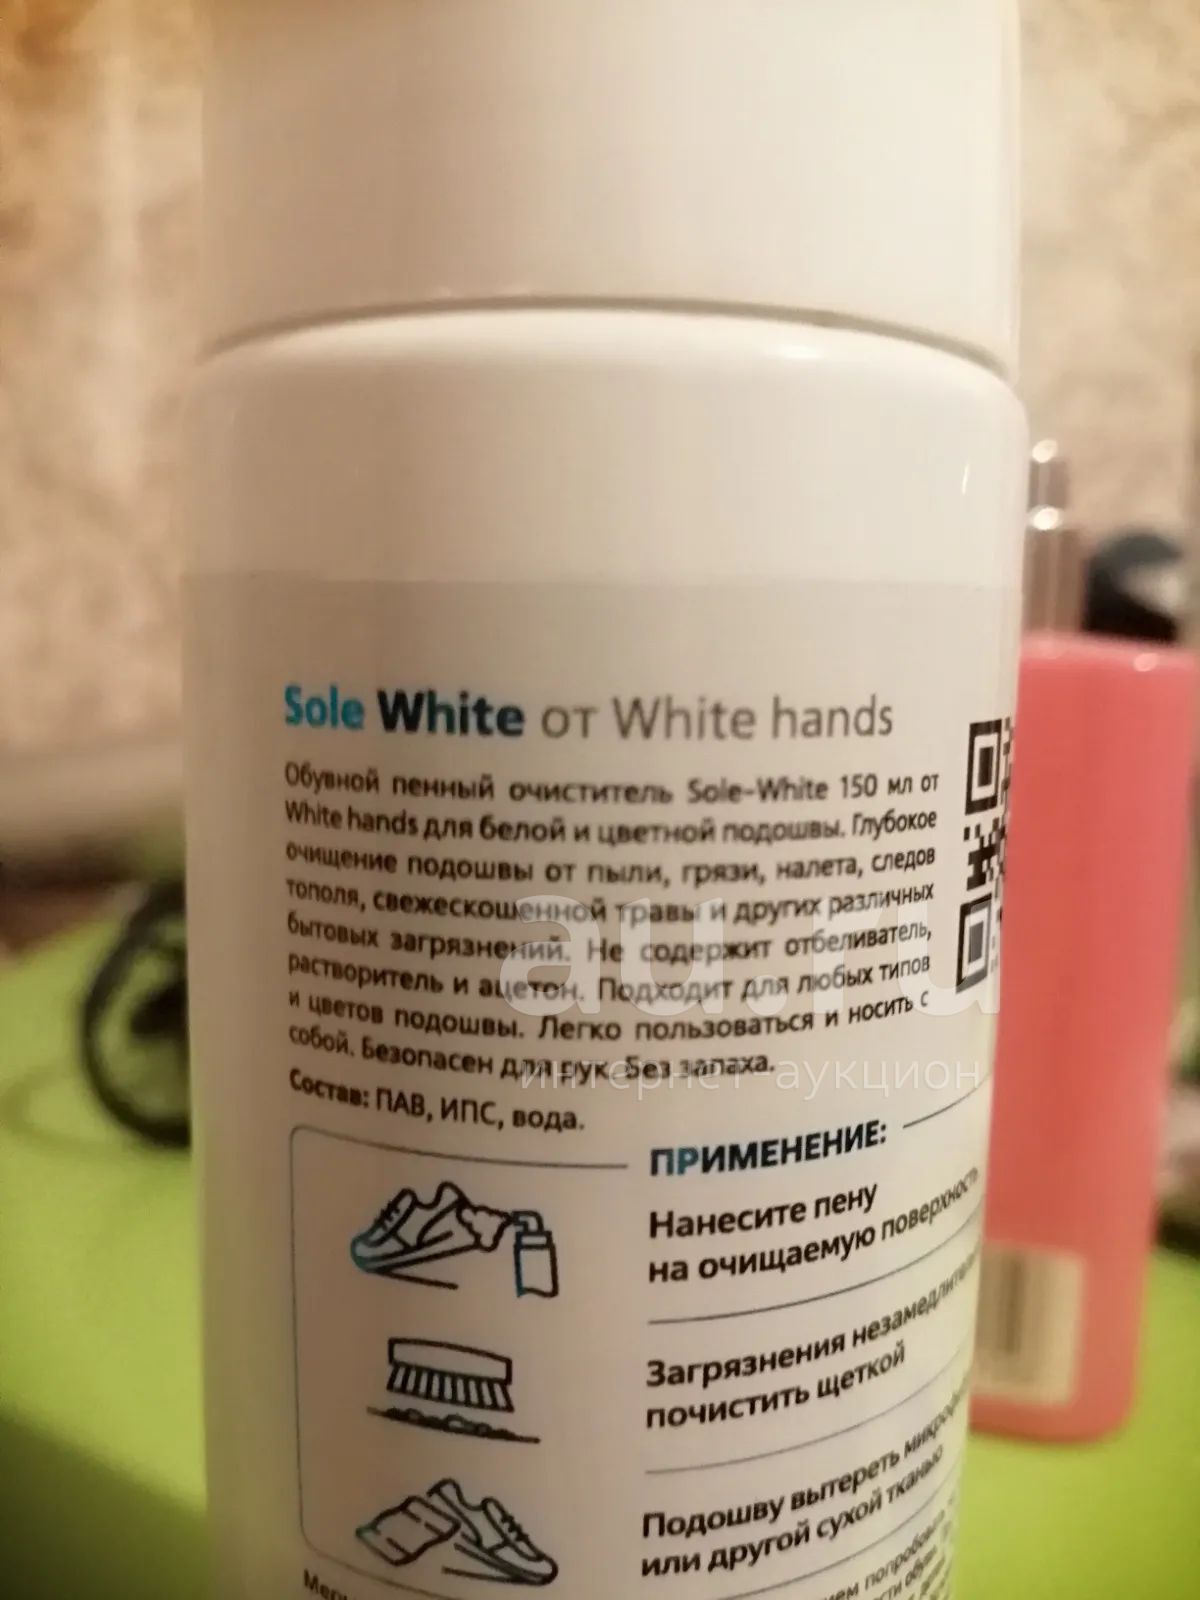 Sole White от White hands
Обувной пенный очиститель Sole-White 150 мл от
White hands для белой и цветной подошвы. Глубокое
очищение подошвы от пыли, грязи, налета, следов
тополя, свежескошенной травы и других различных
бытовых загрязнений. Не содержит отбеливатель,
растворитель и ацетон. Подходит для любых типов
и цветов подошвы. Легко пользоваться и носить с
собой. Безопасен для рук. Без запаха.
Состав: ПАВ, ИПС, вода.
ПРИМЕНЕНИЕ:
Нанесите пену
на очищаемую поверхность
Загрязнения
почистить щеткой
Подошву вытереть
или другой сухой тканью
попробовать
au.ru
интернет-аукцион